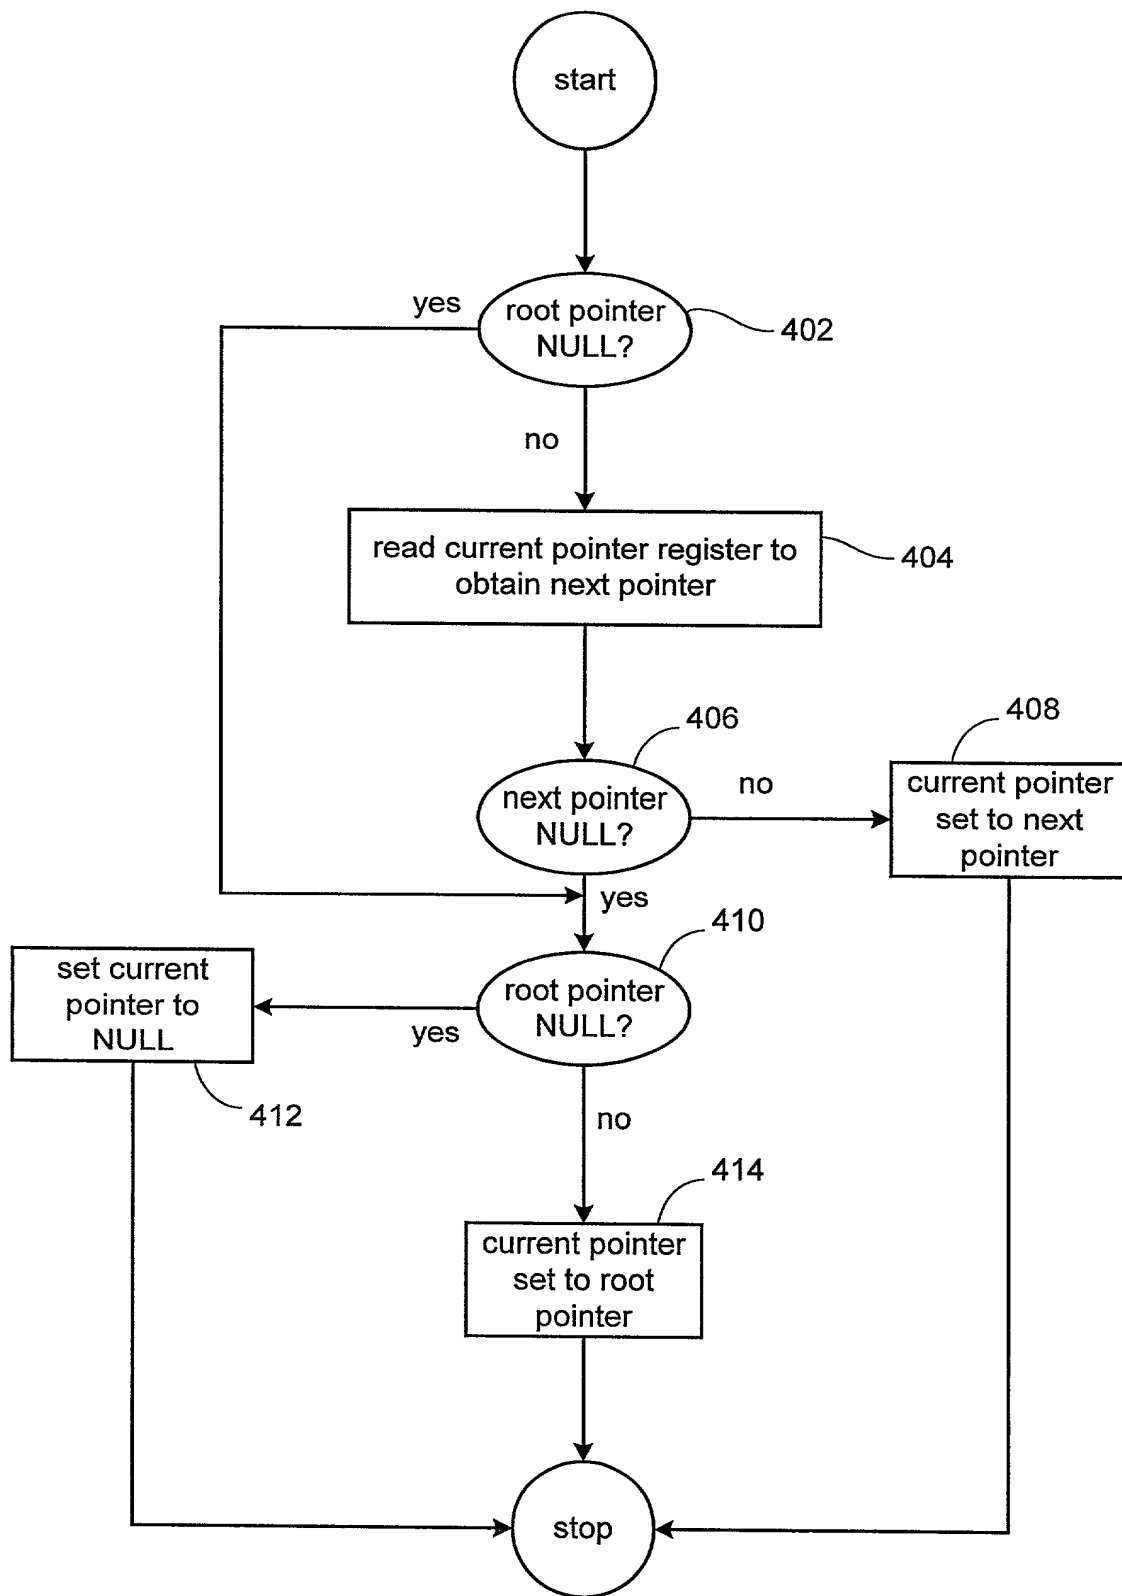 start
yes
root pointer
NULL?
402
no
read current pointer register to
obtain next pointer
404
406
408
next pointer
NULL?
no
current pointer
set to next
pointer
yes
410
set current
pointer to
NULL
root pointer
NULL?
yes
412
no
414
current pointer
set to root
pointer
stop